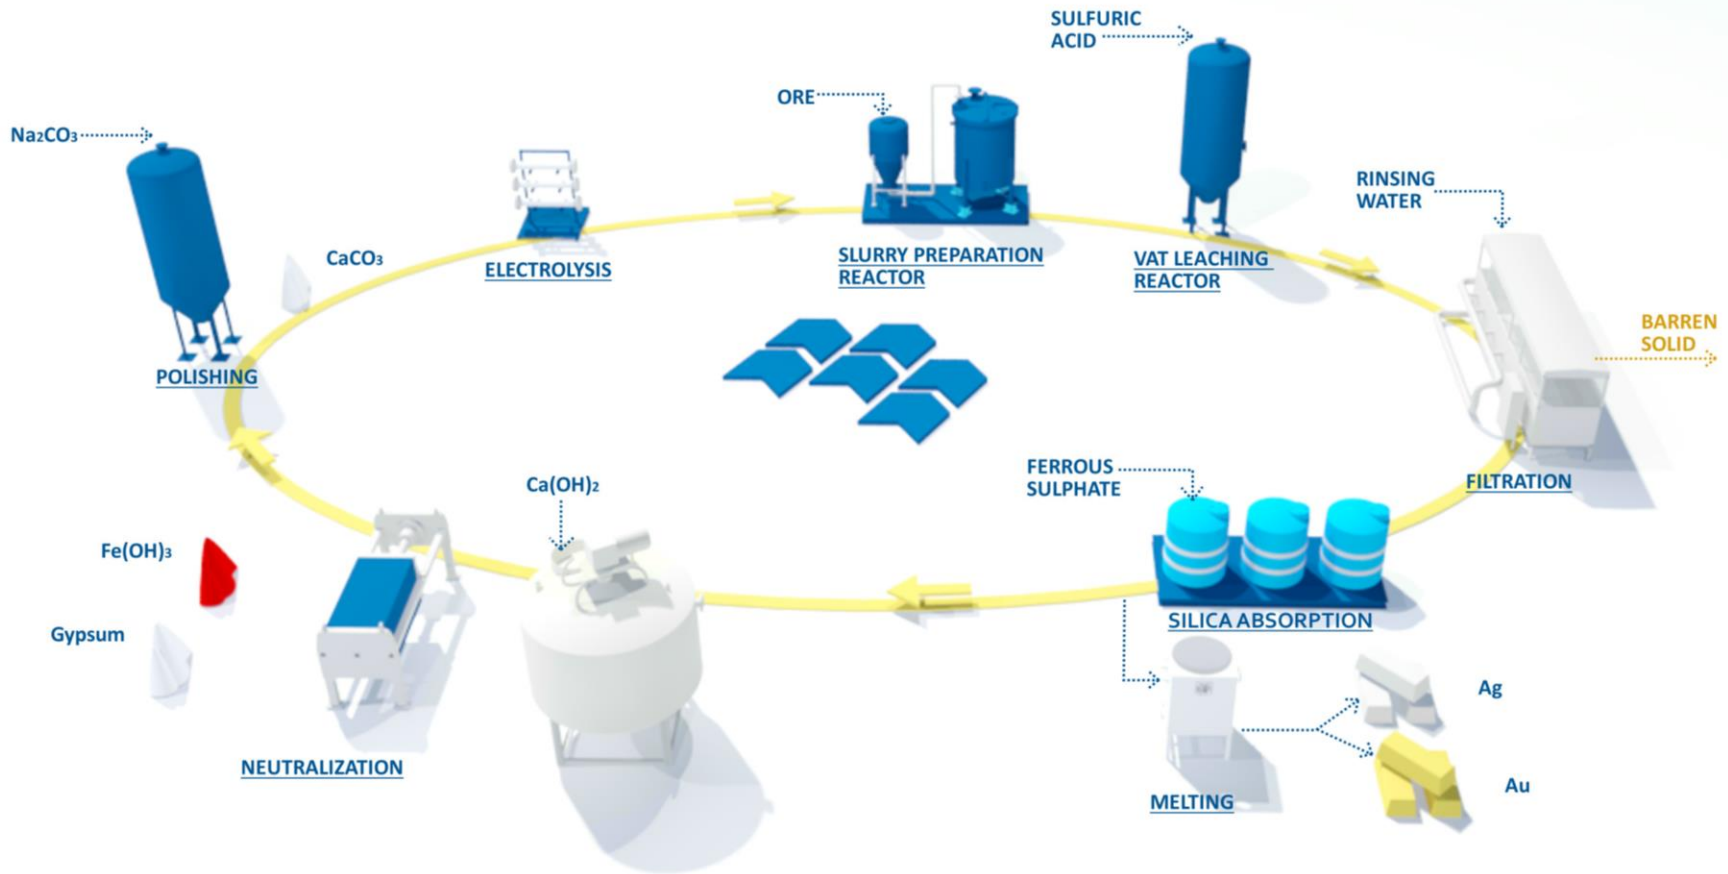 SULFURIC
ACID
ORE
Na₂CO₃
RINSING
WATER
CaCO₃
ELECTROLYSIS
SLURRY PREPARATION
REACTOR
VAT LEACHING
REACTOR
BARREN
SOLID
POLISHING
FERROUS
SULPHATE
FILTRATION
Ca(OH)₂
Fe(OH)₃
Gypsum
SILICA ABSORPTION
Ag
NEUTRALIZATION
Au
MELTING